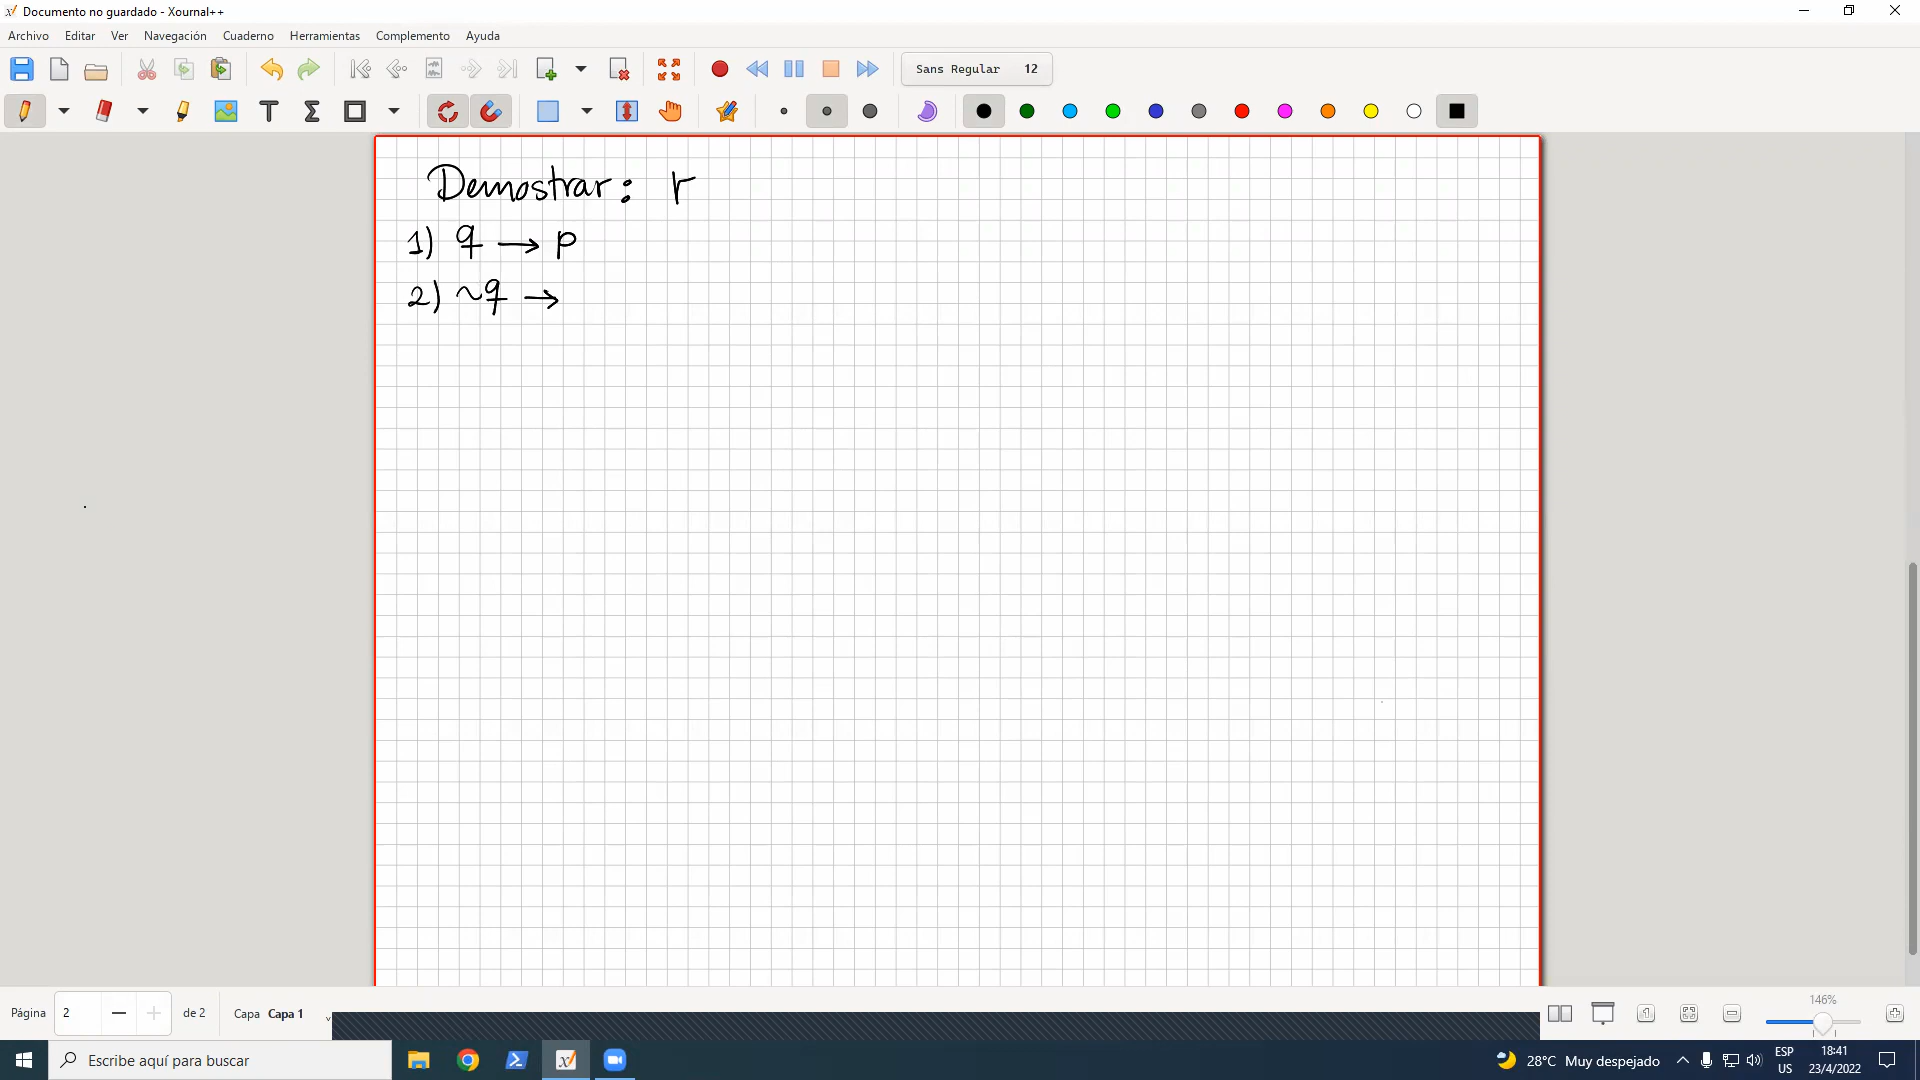 Documento no guardado - Xournal++
Archivo Editar Ver Navegación Cuaderno Herramientas Complemento Ayuda
Sans Regular 12
Demostrar: r
1) q → p
2) ~q →
Página 2 de 2 Capa Capa 1
146%
Escribe aquí para buscar
28°C Muy despejado
ESP
US
18:41
23/4/2022